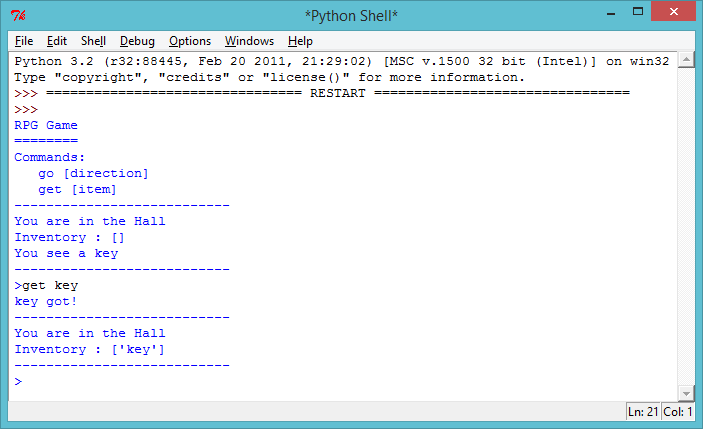 *Python Shell*
File Edit Shell Debug Options Windows Help
Python 3.2 (r32:88445, Feb 20 2011, 21:29:02) [MSC v.1500 32 bit (Intel)] on win32
Type "copyright", "credits" or "license()" for more information.
>>> ================================ RESTART ================================
>>>
RPG Game
========
Commands:
   go [direction]
   get [item]
---------------------------
You are in the Hall
Inventory : []
You see a key
---------------------------
>get key
key got!
---------------------------
You are in the Hall
Inventory : ['key']
---------------------------
>
Ln: 21 Col: 1